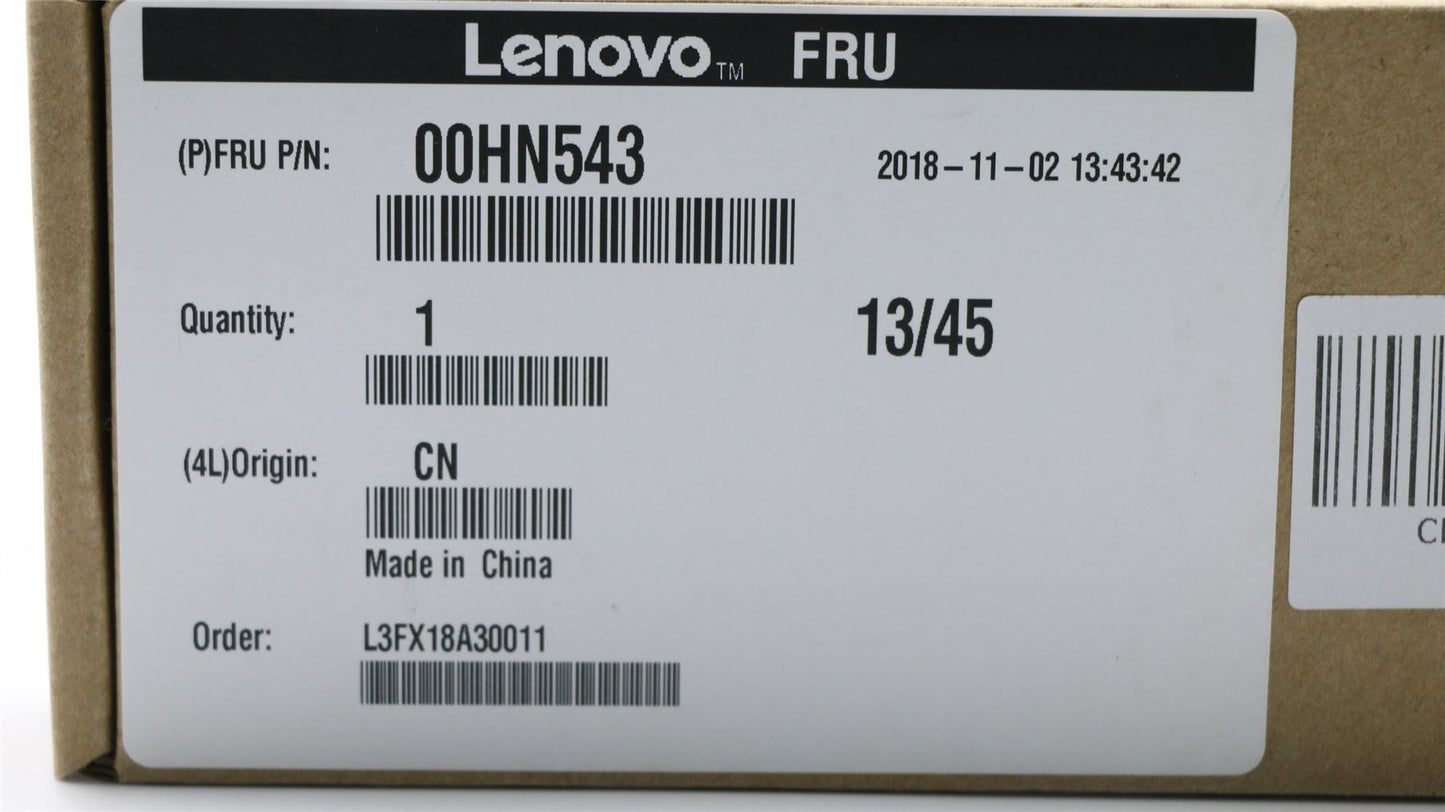 Lenovo™ FRU
(P)FRU P/N: 00HN543 2018-11-02 13:43:42
Quantity: 1 13/45
(4L)Origin: CN
Made in China
Order: L3FX18A30011